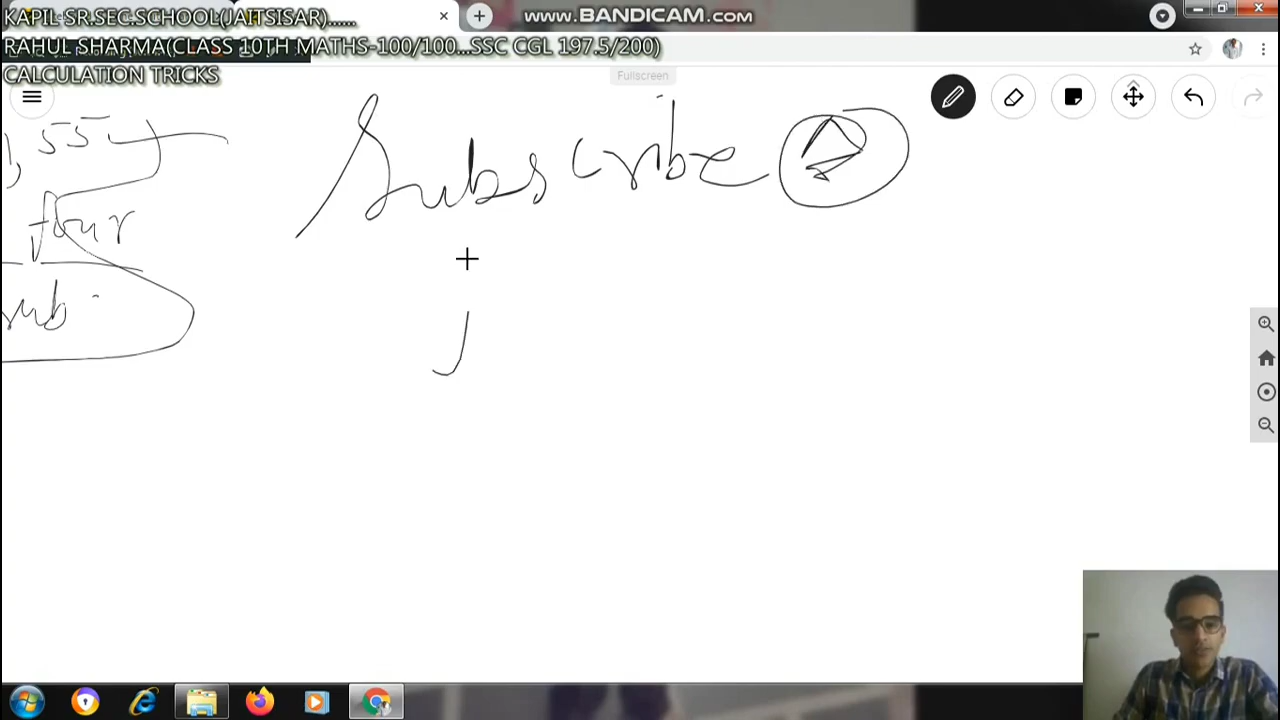 WWW.BANDICAM.COM
KAPIL SR.SEC.SCHOOL(JAITSISAR)......
RAHUL SHARMA(CLASS 10TH MATHS-100/100...SSC CGL 197.5/200)
CALCULATION TRICKS
Fullscreen
Subscribe
four
sub